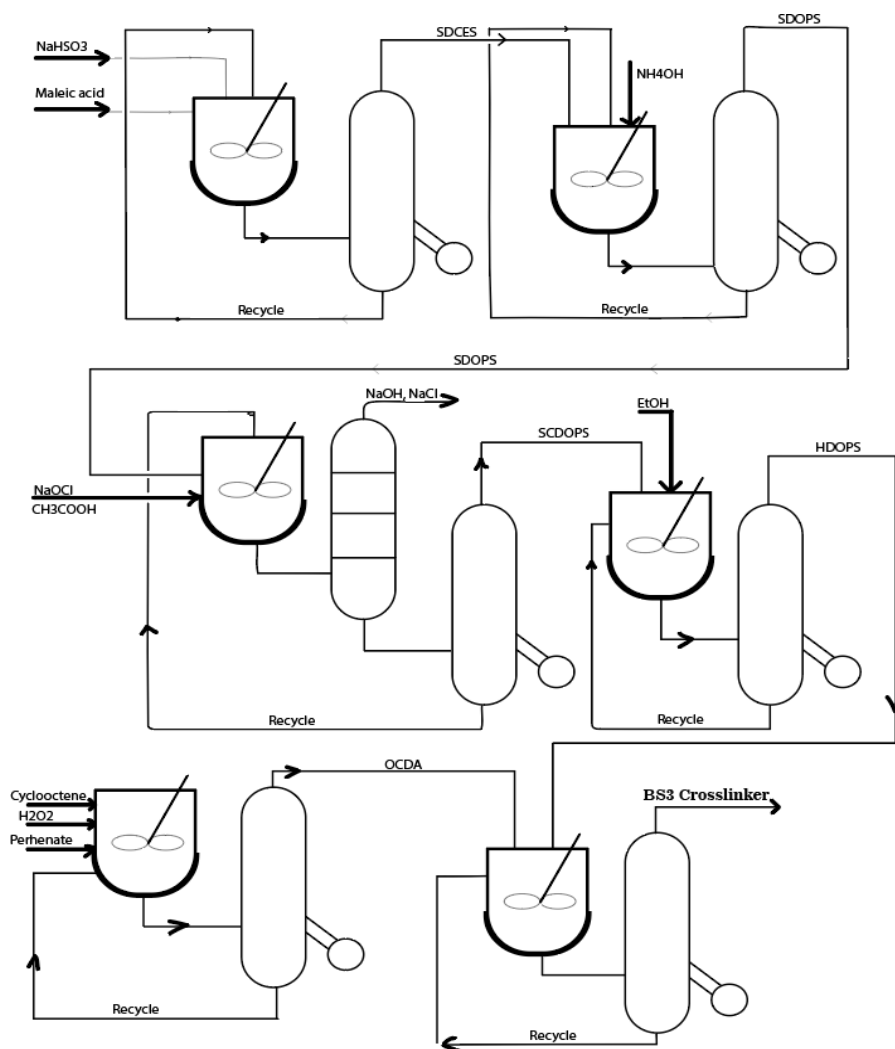 SDOPS
NaHSO3
SDCES
Maleic acid
NH4OH
Recycle
Recycle
SDOPS
NaOH, NaCl
EtOH
SCDOPS
HDOPS
NaOCl
CH3COOH
Recycle
Recycle
OCDA
Cyclooctene
H2O2
Perhenate
BS3 Crosslinker
Recycle
Recycle